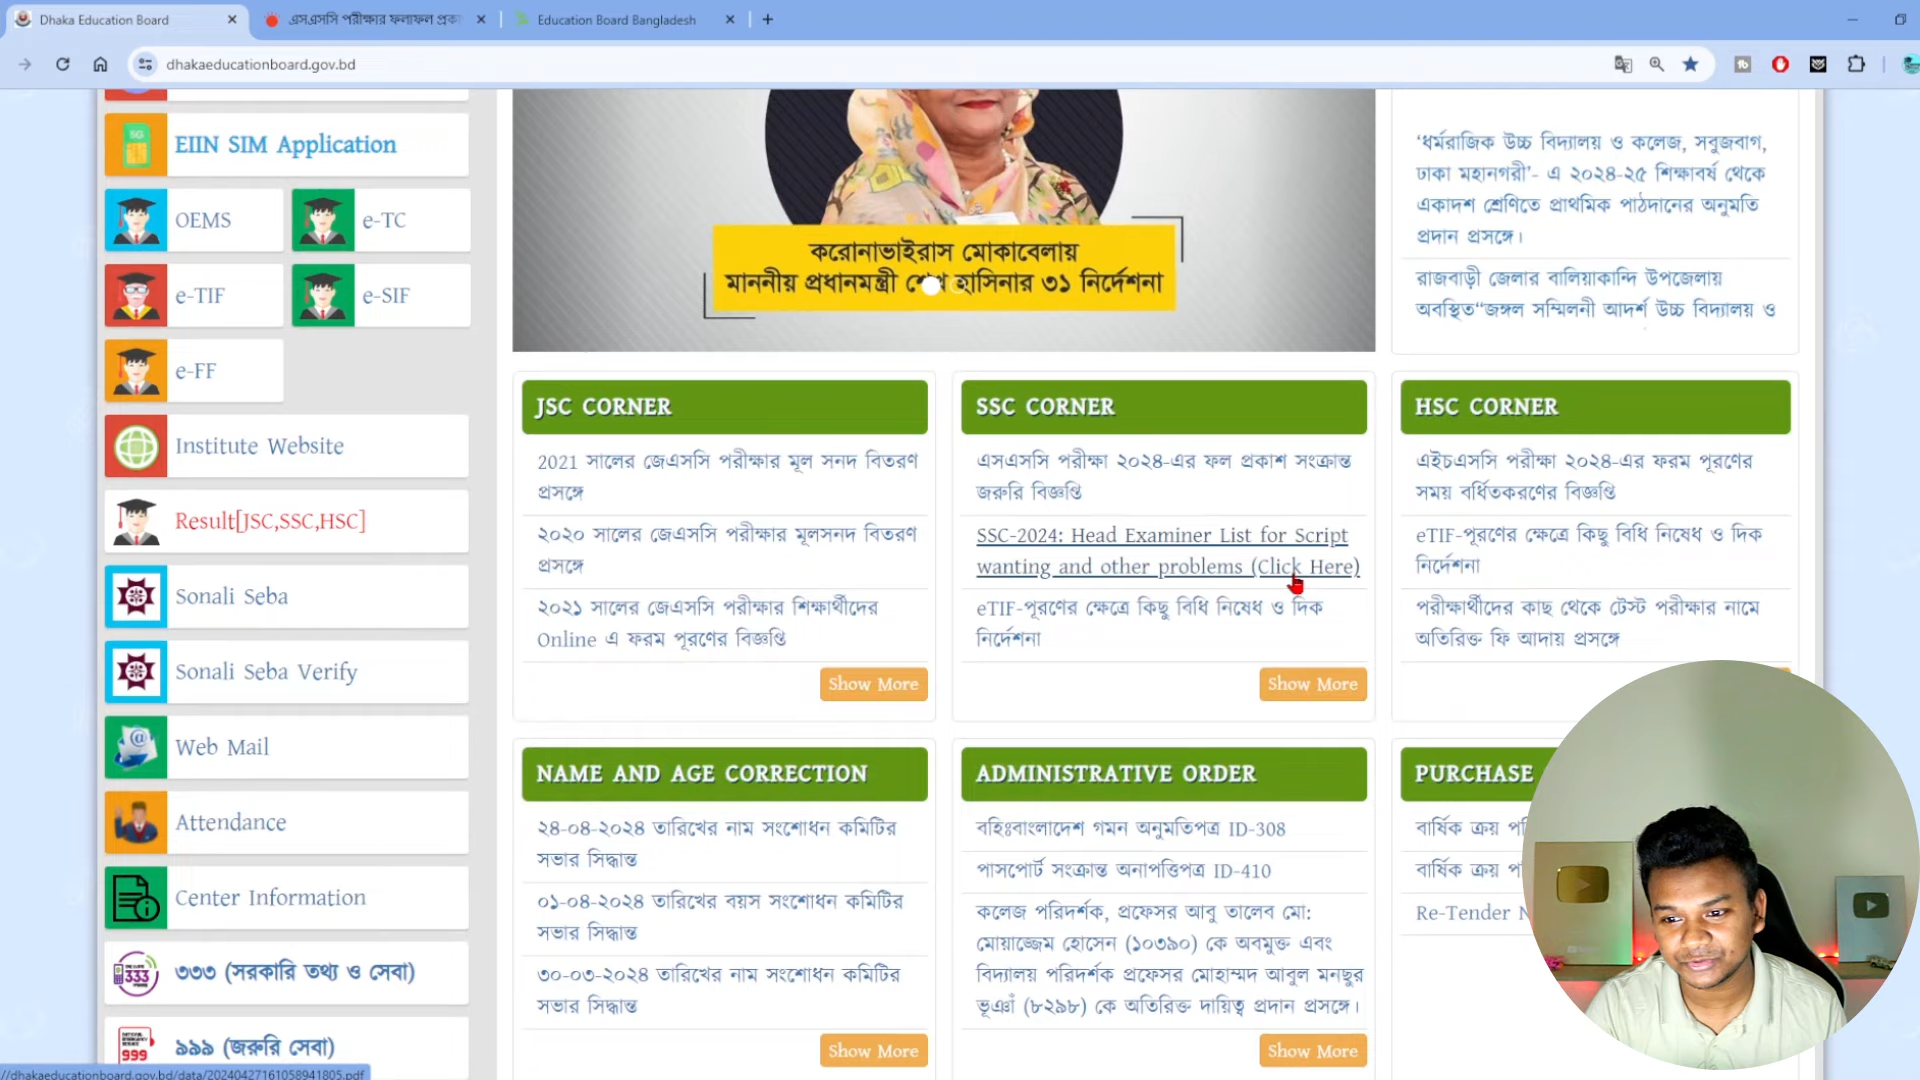 Dhaka Education Board
এসএসসি পরীক্ষার ফলাফল প্রক
Education Board Bangladesh
dhakaeducationboard.gov.bd
EIIN SIM Application
OEMS
e-TC
e-TIF
e-SIF
e-FF
Institute Website
Result[JSC,SSC,HSC]
Sonali Seba
Sonali Seba Verify
Web Mail
Attendance
Center Information
৩৩৩ (সরকারি তথ্য ও সেবা)
৯৯৯ (জরুরি সেবা)
//dhakaeducationboard.gov.bd/data/20240427161058941805.pdf
করোনাভাইরাস মোকাবেলায়
মাননীয় প্রধানমন্ত্রী শেখ হাসিনার ৩১ নির্দেশনা
‘ধর্মরাজিক উচ্চ বিদ্যালয় ও কলেজ, সবুজবাগ,
ঢাকা মহানগরী’- এ ২০২৪-২৫ শিক্ষাবর্ষ থেকে
একাদশ শ্রেণিতে প্রাথমিক পাঠদানের অনুমতি
প্রদান প্রসঙ্গে।
রাজবাড়ী জেলার বালিয়াকান্দি উপজেলায়
অবস্থিত“জঙ্গল সম্মিলনী আদর্শ উচ্চ বিদ্যালয় ও
JSC CORNER
2021 সালের জেএসসি পরীক্ষার মূল সনদ বিতরণ
প্রসঙ্গে
২০২০ সালের জেএসসি পরীক্ষার মূলসনদ বিতরণ
প্রসঙ্গে
২০২১ সালের জেএসসি পরীক্ষার শিক্ষার্থীদের
Online এ ফরম পূরণের বিজ্ঞপ্তি
Show More
SSC CORNER
এসএসসি পরীক্ষা ২০২৪-এর ফল প্রকাশ সংক্রান্ত
জরুরি বিজ্ঞপ্তি
SSC-2024: Head Examiner List for Script
wanting and other problems (Click Here)
eTIF-পূরণের ক্ষেত্রে কিছু বিধি নিষেধ ও দিক
নির্দেশনা
Show More
HSC CORNER
এইচএসসি পরীক্ষা ২০২৪-এর ফরম পূরণের
সময় বর্ধিতকরণের বিজ্ঞপ্তি
eTIF-পূরণের ক্ষেত্রে কিছু বিধি নিষেধ ও দিক
নির্দেশনা
পরীক্ষার্থীদের কাছ থেকে টেস্ট পরীক্ষার নামে
অতিরিক্ত ফি আদায় প্রসঙ্গে
NAME AND AGE CORRECTION
২৪-০৪-২০২৪ তারিখের নাম সংশোধন কমিটির
সভার সিদ্ধান্ত
০১-০৪-২০২৪ তারিখের বয়স সংশোধন কমিটির
সভার সিদ্ধান্ত
৩০-০৩-২০২৪ তারিখের নাম সংশোধন কমিটির
সভার সিদ্ধান্ত
Show More
ADMINISTRATIVE ORDER
বহিঃবাংলাদেশ গমন অনুমতিপত্র ID-308
পাসপোর্ট সংক্রান্ত অনাপত্তিপত্র ID-410
কলেজ পরিদর্শক, প্রফেসর আবু তালেব মো:
মোয়াজ্জেম হোসেন (১০৩৯০) কে অবমুক্ত এবং
বিদ্যালয় পরিদর্শক প্রফেসর মোহাম্মদ আবুল মনছুর
ভূঞাঁ (৮২৯৮) কে অতিরিক্ত দায়িত্ব প্রদান প্রসঙ্গে।
Show More
PURCHASE
বার্ষিক ক্রয় প
বার্ষিক ক্রয় প
Re-Tender N